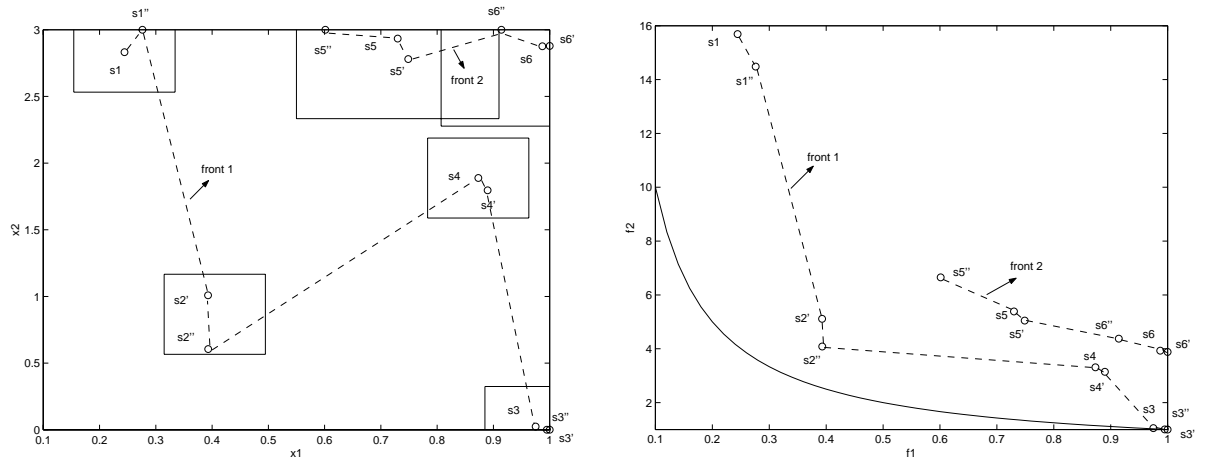 s1"
s6"
3
s5"
s5
s5'
s6
s6'
front 2
s1
2.5
2
front 1
s4
s4'
1.5
x2
1
s2'
s2"
0.5
s3
s3"
s3'
0
0.1
0.2
0.3
0.4
0.5
0.6
0.7
0.8
0.9
1
x1
16
s1
s1"
14
12
front 1
10
f2
8
s5"
front 2
6
s2'
s5
s5'
s6"
s6
s6'
4
s2"
s4
s4'
2
s3
s3"
s3'
0.1
0.2
0.3
0.4
0.5
0.6
0.7
0.8
0.9
1
f1